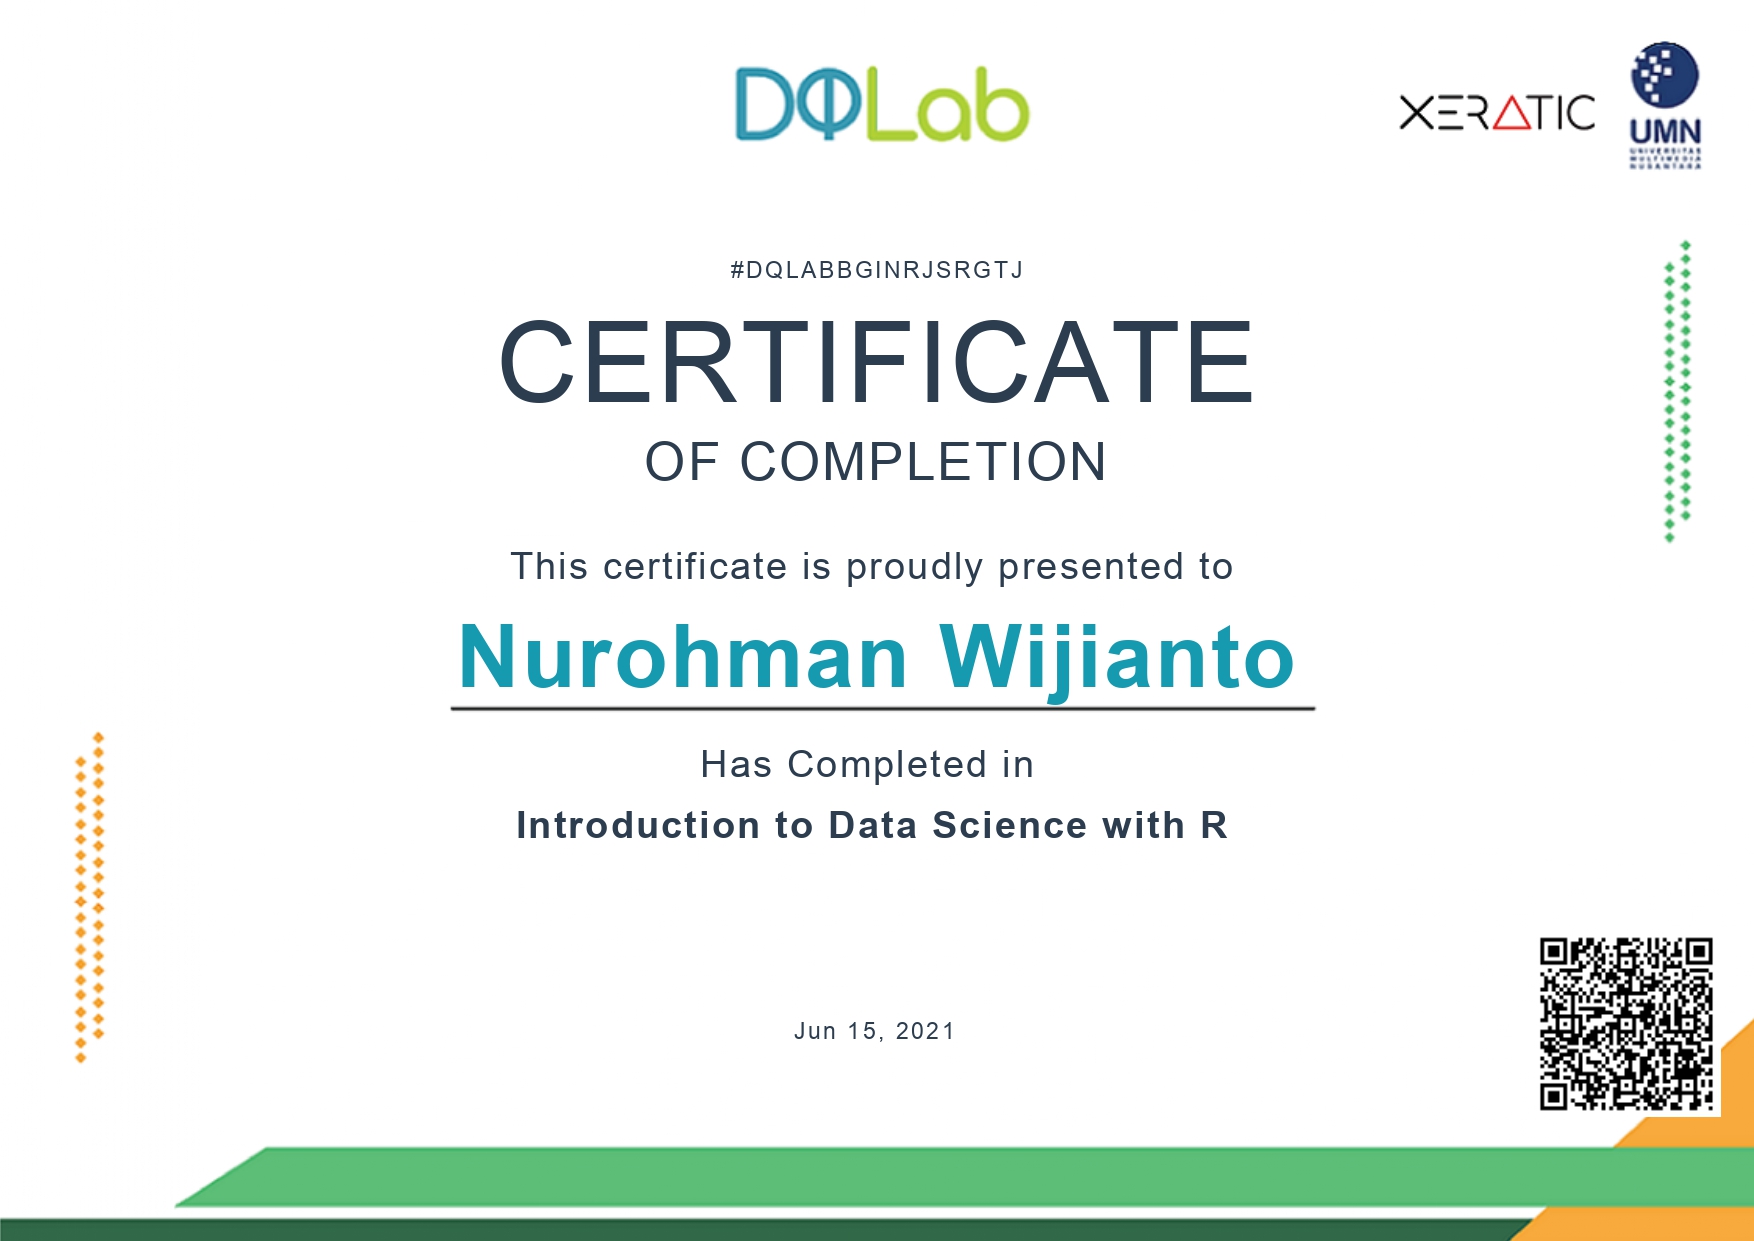 DQLab
XERATIC
UMN
UNIVERSITAS
MULTIMEDIA
NUSANTARA
#DQLABBGINRJSRGTJ
CERTIFICATE
OF COMPLETION
This certificate is proudly presented to
Nurohman Wijianto
Has Completed in
Introduction to Data Science with R
Jun 15, 2021